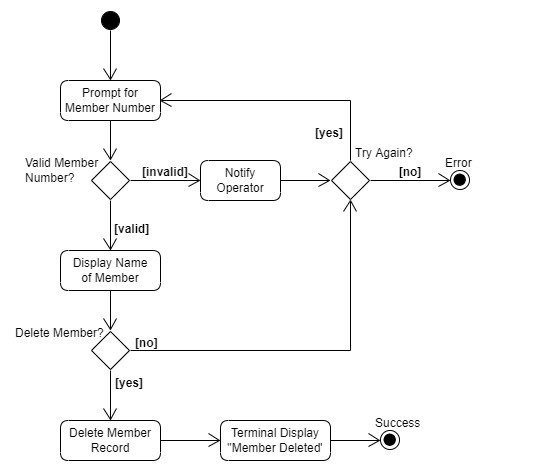 Prompt for
Member Number
[yes]
Try Again?
Valid Member
Number?
[invalid]
Notify
Operator
[no]
Error
[valid]
Display Name
of Member
Delete Member?
[no]
[yes]
Delete Member
Record
Terminal Display
"Member Deleted'
Success